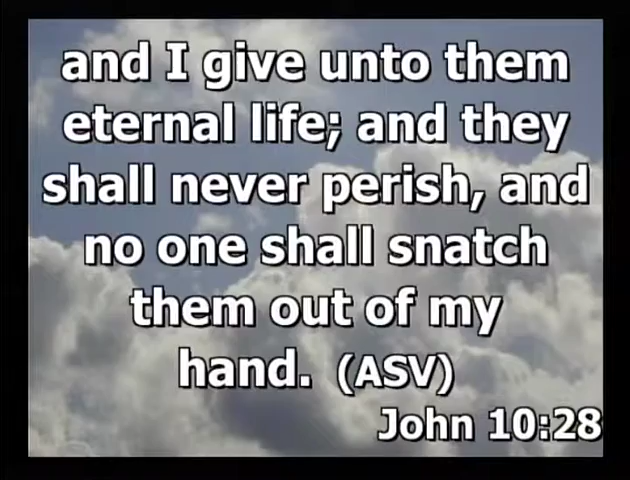 and I give unto them
eternal life; and they
shall never perish, and
no one shall snatch
them out of my
hand. (ASV)
John 10:28